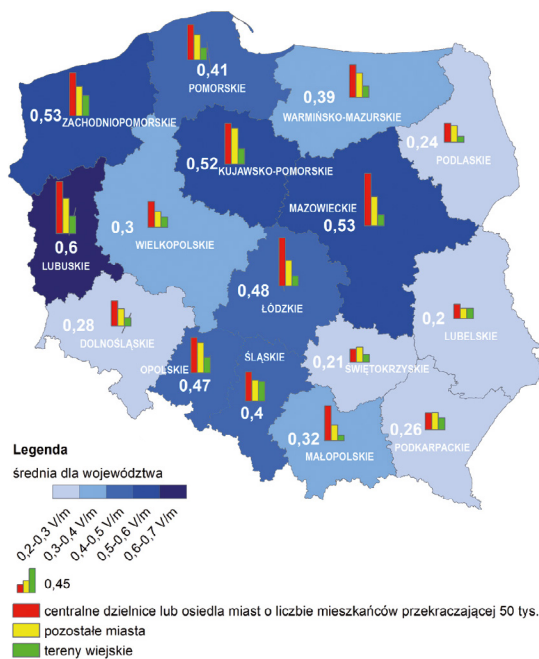 0,41
POMORSKIE
0,39
WARMIŃSKO-MAZURSKIE
0,53
ZACHODNIOPOMORSKIE
0,24
PODLASKIE
0,52
KUJAWSKO-POMORSKIE
MAZOWIECKIE
0,53
0,3
WIELKOPOLSKIE
0,6
LUBUSKIE
0,48
ŁÓDZKIE
0,2
LUBELSKIE
0,28
DOLNOŚLĄSKIE
OPOLSKIE
0,47
ŚLĄSKIE
0,4
0,21
ŚWIĘTOKRZYSKIE
0,32
MAŁOPOLSKIE
0,26
PODKARPACKIE
Legenda
średnia dla województwa
0,2–0,3 V/m
0,3–0,4 V/m
0,4–0,5 V/m
0,5–0,6 V/m
0,6–0,7 V/m
0,45
centralne dzielnice lub osiedla miast o liczbie mieszkańców przekraczającej 50 tys.
pozostałe miasta
tereny wiejskie